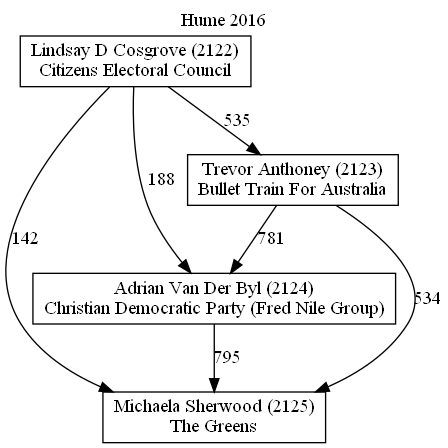 Hume 2016
Lindsay D Cosgrove (2122)
Citizens Electoral Council
535
Trevor Anthoney (2123)
Bullet Train For Australia
188
142
781
534
Adrian Van Der Byl (2124)
Christian Democratic Party (Fred Nile Group)
795
Michaela Sherwood (2125)
The Greens